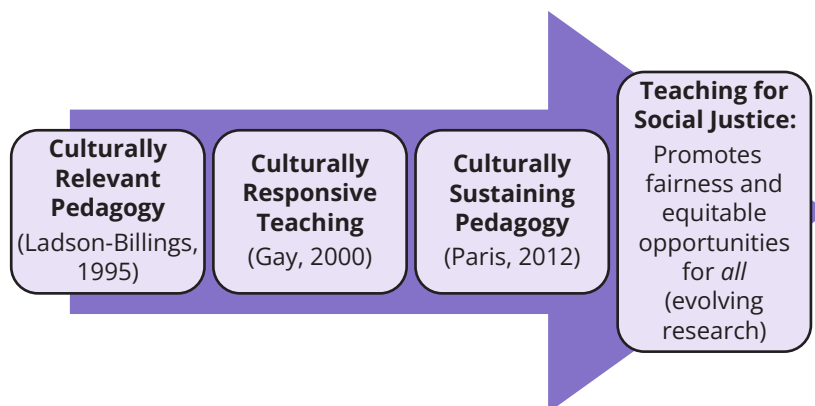 Culturally
Relevant
Pedagogy
(Ladson-Billings,
1995)
Culturally
Responsive
Teaching
(Gay, 2000)
Culturally
Sustaining
Pedagogy
(Paris, 2012)
Teaching for
Social Justice:
Promotes
fairness and
equitable
opportunities
for all
(evolving
research)